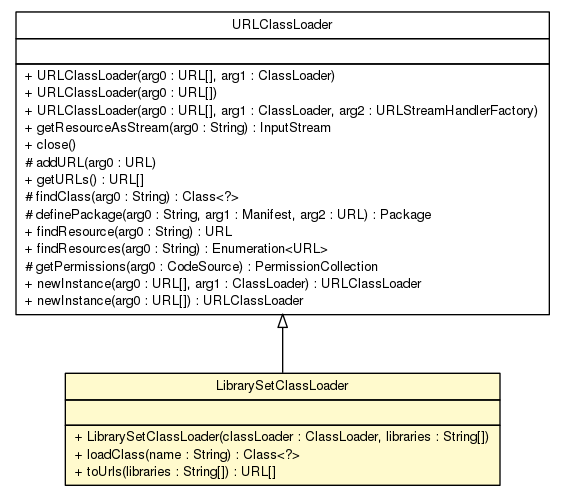 URLClassLoader
+ URLClassLoader(arg0 : URL[], arg1 : ClassLoader)
+ URLClassLoader(arg0 : URL[])
+ URLClassLoader(arg0 : URL[], arg1 : ClassLoader, arg2 : URLStreamHandlerFactory)
+ getResourceAsStream(arg0 : String) : InputStream
+ close()
# addURL(arg0 : URL)
+ getURLs() : URL[]
# findClass(arg0 : String) : Class<?>
# definePackage(arg0 : String, arg1 : Manifest, arg2 : URL) : Package
+ findResource(arg0 : String) : URL
+ findResources(arg0 : String) : Enumeration<URL>
# getPermissions(arg0 : CodeSource) : PermissionCollection
+ newInstance(arg0 : URL[], arg1 : ClassLoader) : URLClassLoader
+ newInstance(arg0 : URL[]) : URLClassLoader
LibrarySetClassLoader
+ LibrarySetClassLoader(classLoader : ClassLoader, libraries : String[])
+ loadClass(name : String) : Class<?>
+ toUrls(libraries : String[]) : URL[]